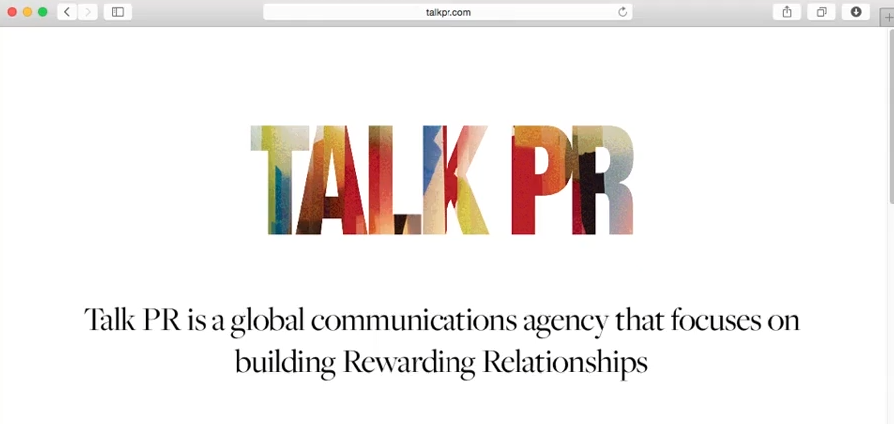 talkpr.com
TALK PR
Talk PR is a global communications agency that focuses on
building Rewarding Relationships